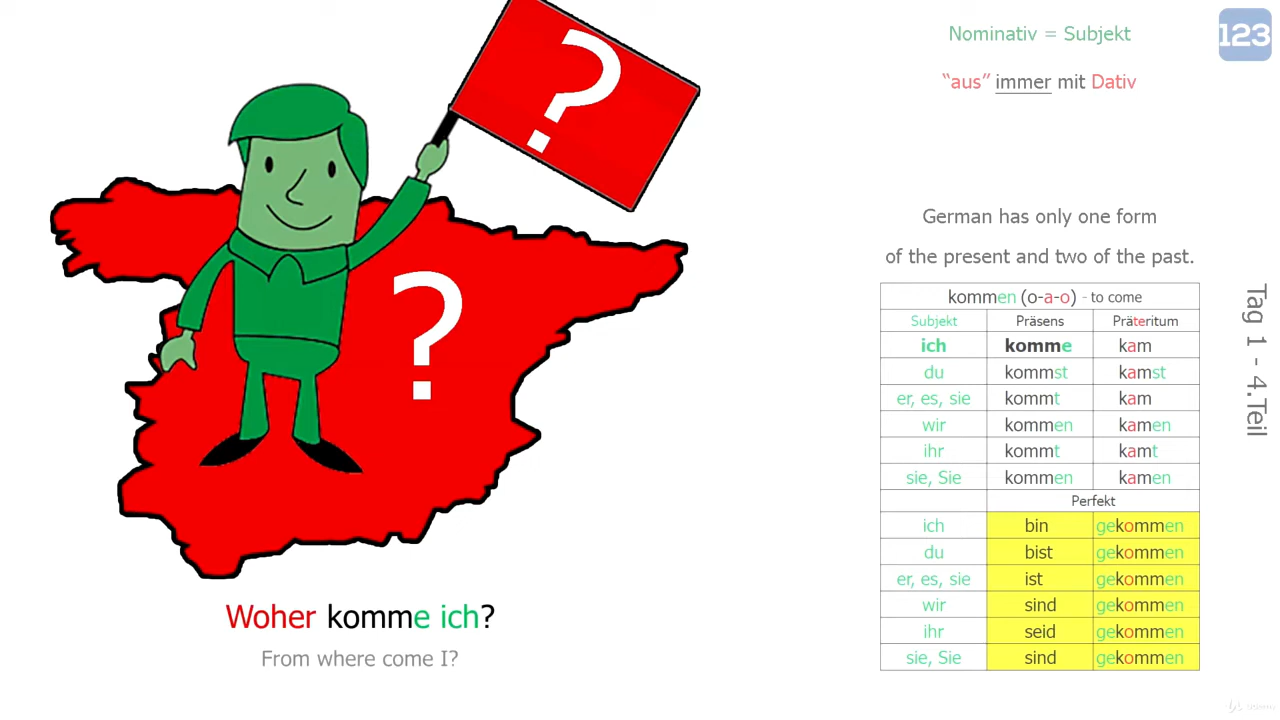 ?
?
Woher komme ich?
From where come I?
Nominativ = Subjekt
“aus” immer mit Dativ
123
German has only one form
of the present and two of the past.
kommen (o-a-o) - to come
Subjekt Präsens Präteritum
ich komme kam
du kommst kamst
er, es, sie kommt kam
wir kommen kamen
ihr kommt kamt
sie, Sie kommen kamen
Perfekt
ich bin gekommen
du bist gekommen
er, es, sie ist gekommen
wir sind gekommen
ihr seid gekommen
sie, Sie sind gekommen
Tag 1 - 4.Teil